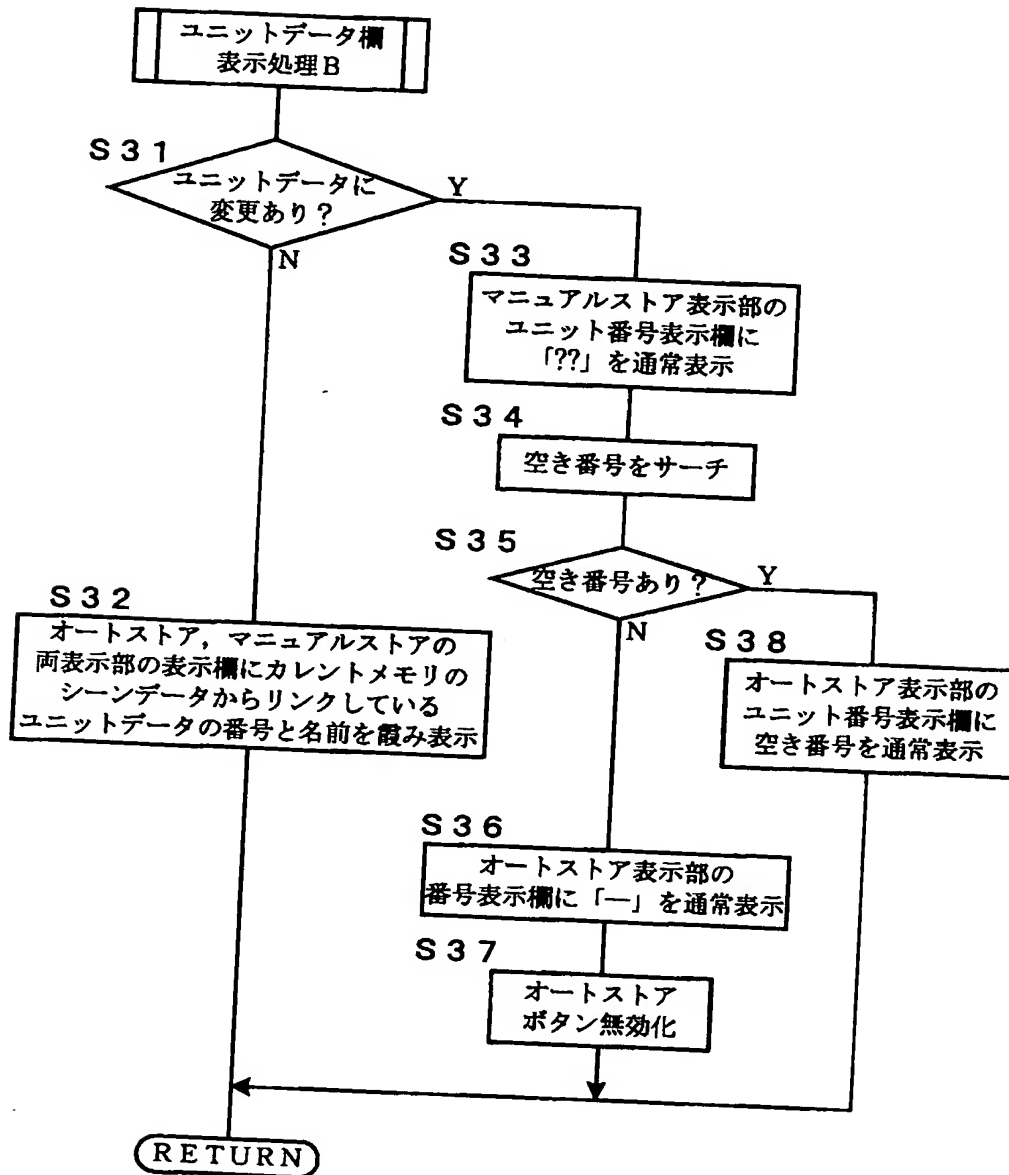 ユニットデータ欄
表示処理B
S31
ユニットデータに
変更あり?
Y
N
S33
マニュアルストア表示部の
ユニット番号表示欄に
「??」を通常表示
S34
空き番号をサーチ
S35
空き番号あり?
Y
N
S32
オートストア,マニュアルストアの
両表示部の表示欄にカレントメモリの
シーンデータからリンクしている
ユニットデータの番号と名前を霞み表示
S38
オートストア表示部の
ユニット番号表示欄に
空き番号を通常表示
S36
オートストア表示部の
番号表示欄に「―」を通常表示
S37
オートストア
ボタン無効化
RETURN